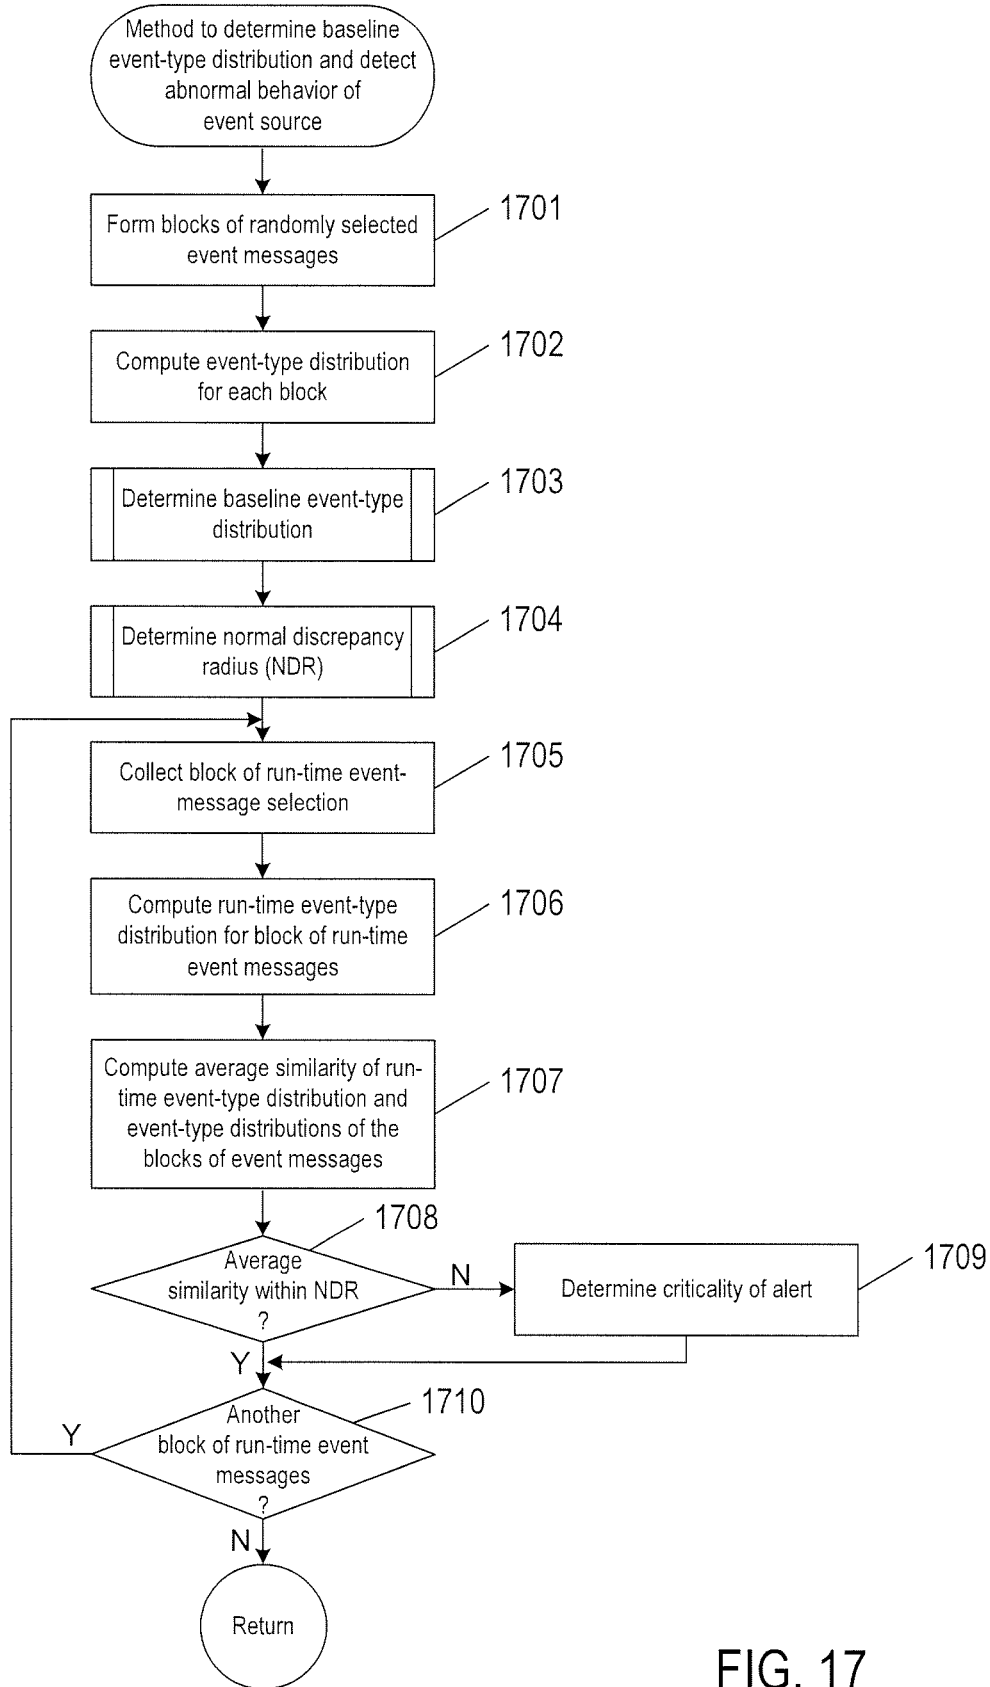 Method to determine baseline
event-type distribution and detect
abnormal behavior of
event source
1701
Form blocks of randomly selected
event messages
1702
Compute event-type distribution
for each block
1703
Determine baseline event-type
distribution
1704
Determine normal discrepancy
radius (NDR)
1705
Collect block of run-time event-
message selection
1706
Compute run-time event-type
distribution for block of run-time
event messages
1707
Compute average similarity of run-
time event-type distribution and
event-type distributions of the
blocks of event messages
1708
Average
similarity within NDR
?
N
1709
Determine criticality of alert
Y
1710
Another
block of run-time event
messages
?
Y
N
Return
FIG. 17